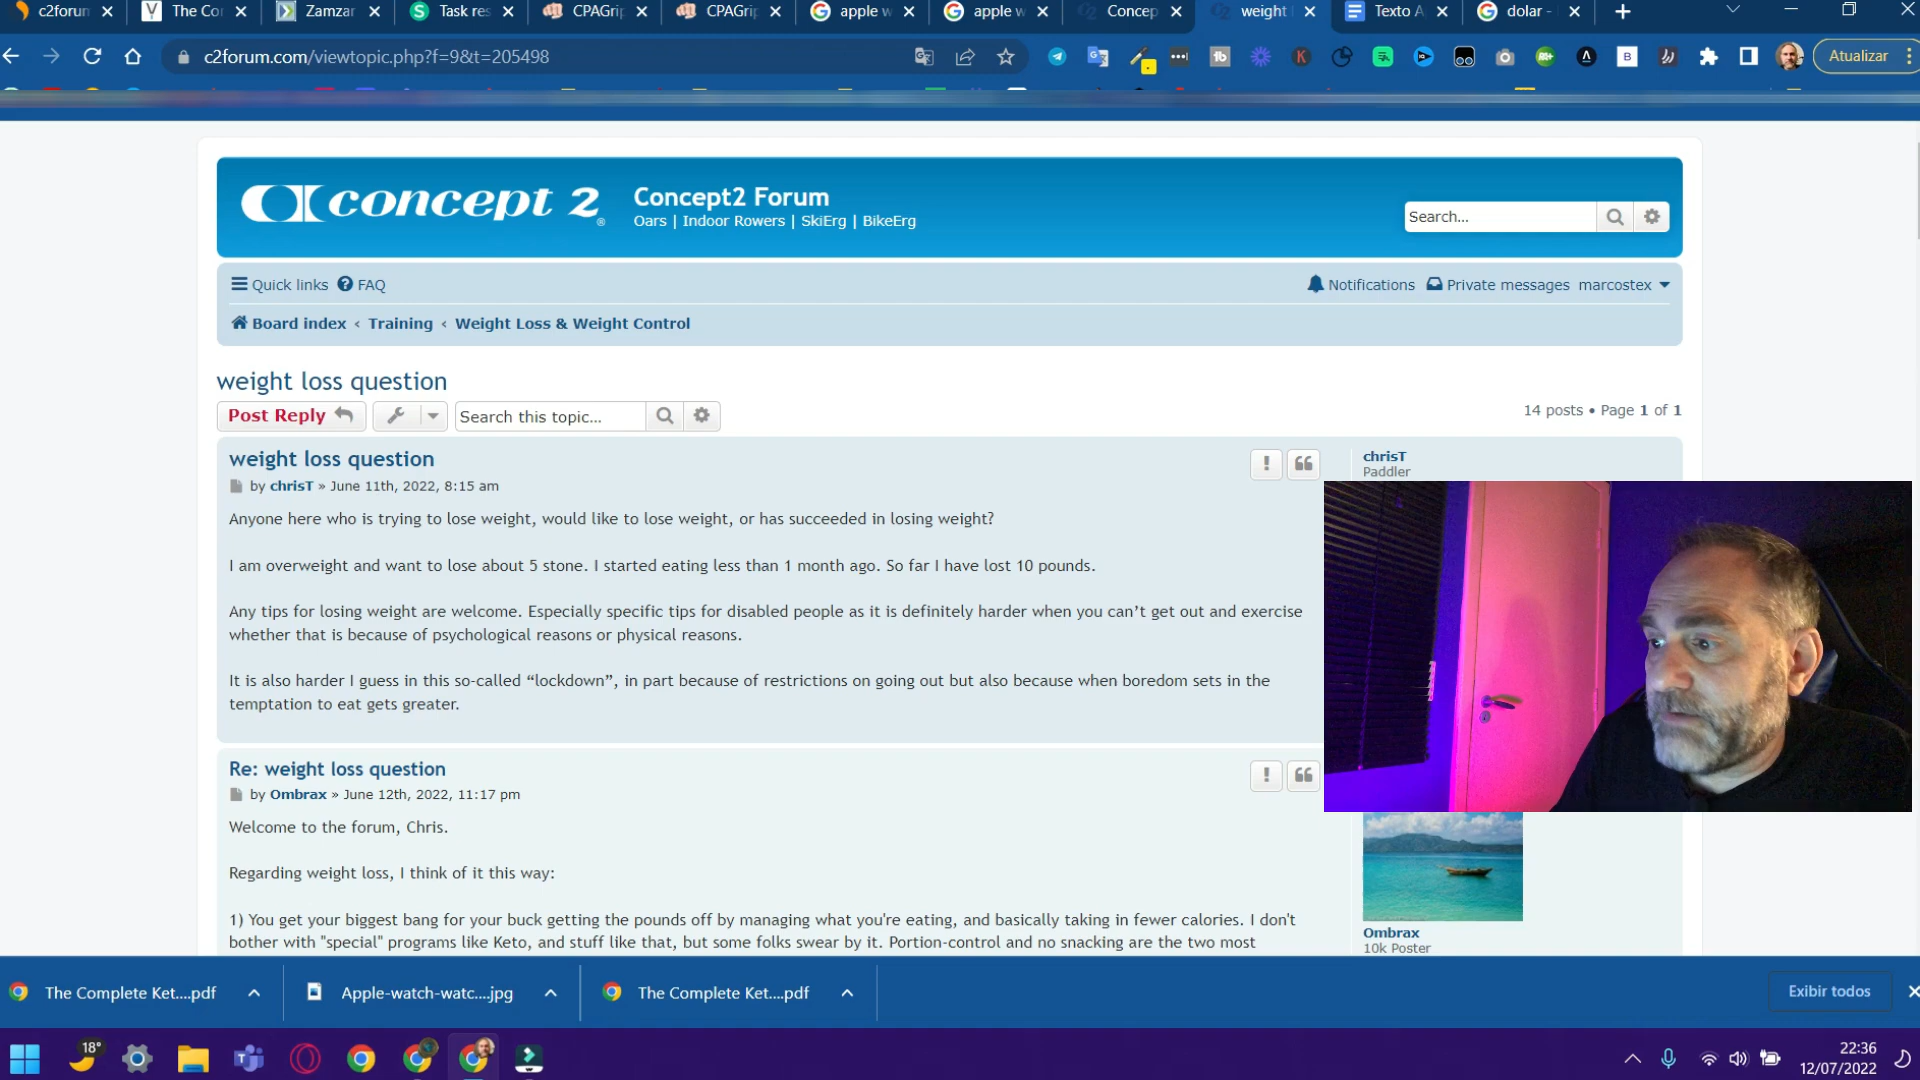 c2forun
The Cor
Zamzar
Task res
CPAGrip
CPAGrip
apple w
apple w
Concep
weight l
Texto A
dolar -
c2forum.com/viewtopic.php?f=9&t=205498
Atualizar
concept 2
Concept2 Forum
Oars | Indoor Rowers | SkiErg | BikeErg
Search...
Quick links FAQ
Notifications Private messages marcostex
Board index ‹ Training ‹ Weight Loss & Weight Control
weight loss question
Post Reply
Search this topic...
14 posts • Page 1 of 1
weight loss question
by chrisT » June 11th, 2022, 8:15 am
chrisT
Paddler
Anyone here who is trying to lose weight, would like to lose weight, or has succeeded in losing weight?
I am overweight and want to lose about 5 stone. I started eating less than 1 month ago. So far I have lost 10 pounds.
Any tips for losing weight are welcome. Especially specific tips for disabled people as it is definitely harder when you can’t get out and exercise
whether that is because of psychological reasons or physical reasons.
It is also harder I guess in this so-called “lockdown”, in part because of restrictions on going out but also because when boredom sets in the
temptation to eat gets greater.
Re: weight loss question
by Ombrax » June 12th, 2022, 11:17 pm
Welcome to the forum, Chris.
Regarding weight loss, I think of it this way:
1) You get your biggest bang for your buck getting the pounds off by managing what you're eating, and basically taking in fewer calories. I don't
bother with "special" programs like Keto, and stuff like that, but some folks swear by it. Portion-control and no snacking are the two most
Ombrax
10k Poster
The Complete Ket....pdf
Apple-watch-watc....jpg
The Complete Ket....pdf
Exibir todos
18°
22:36
12/07/2022